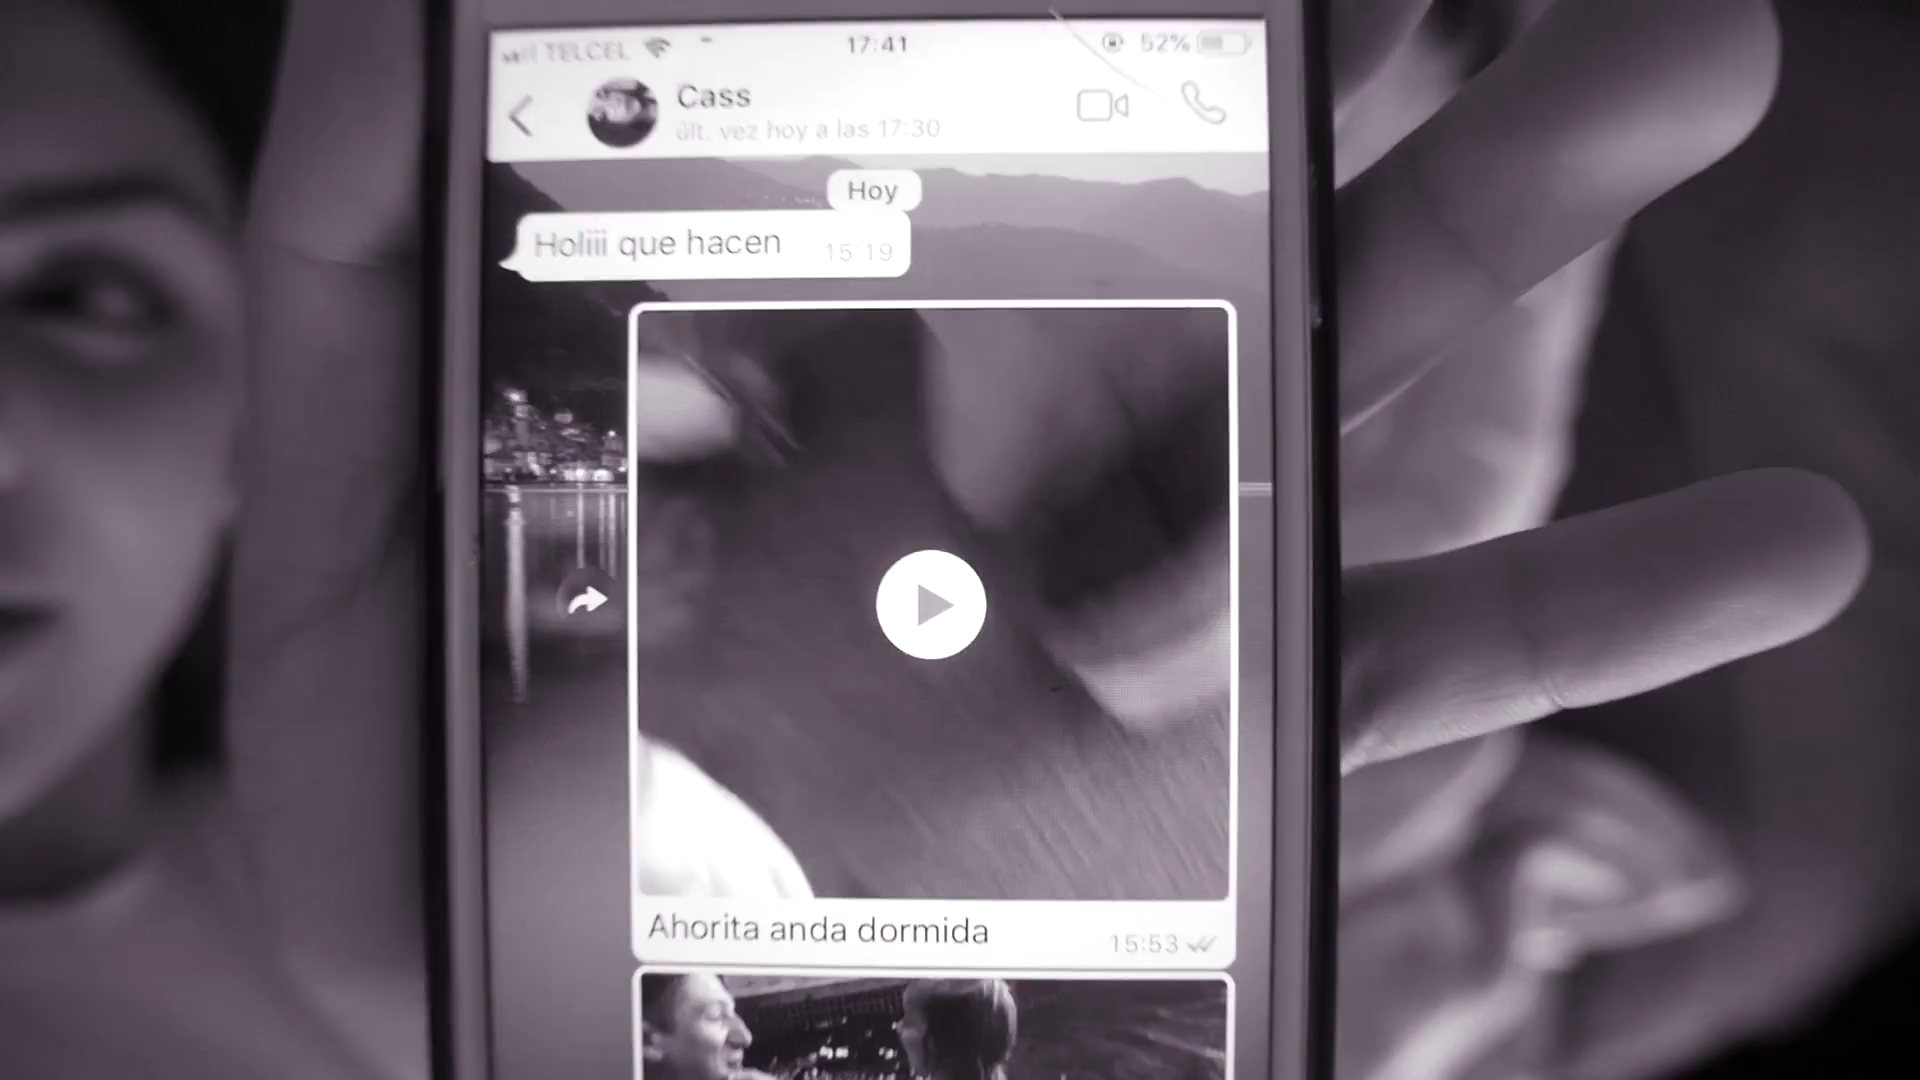 TELCEL 17:41 52%
Cass
últ. vez hoy a las 17:30
Hoy
Holiii que hacen 15:19
Ahorita anda dormida 15:53